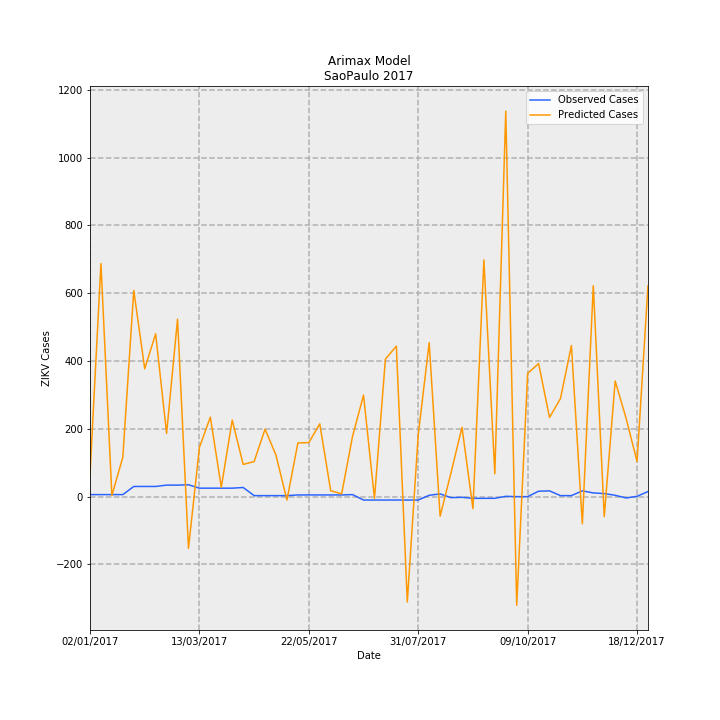 Arimax Model
SaoPaulo 2017
Observed Cases
Predicted Cases
ZIKV Cases
1200
1000
800
600
400
200
0
−200
02/01/2017 13/03/2017 22/05/2017 31/07/2017 09/10/2017 18/12/2017
Date